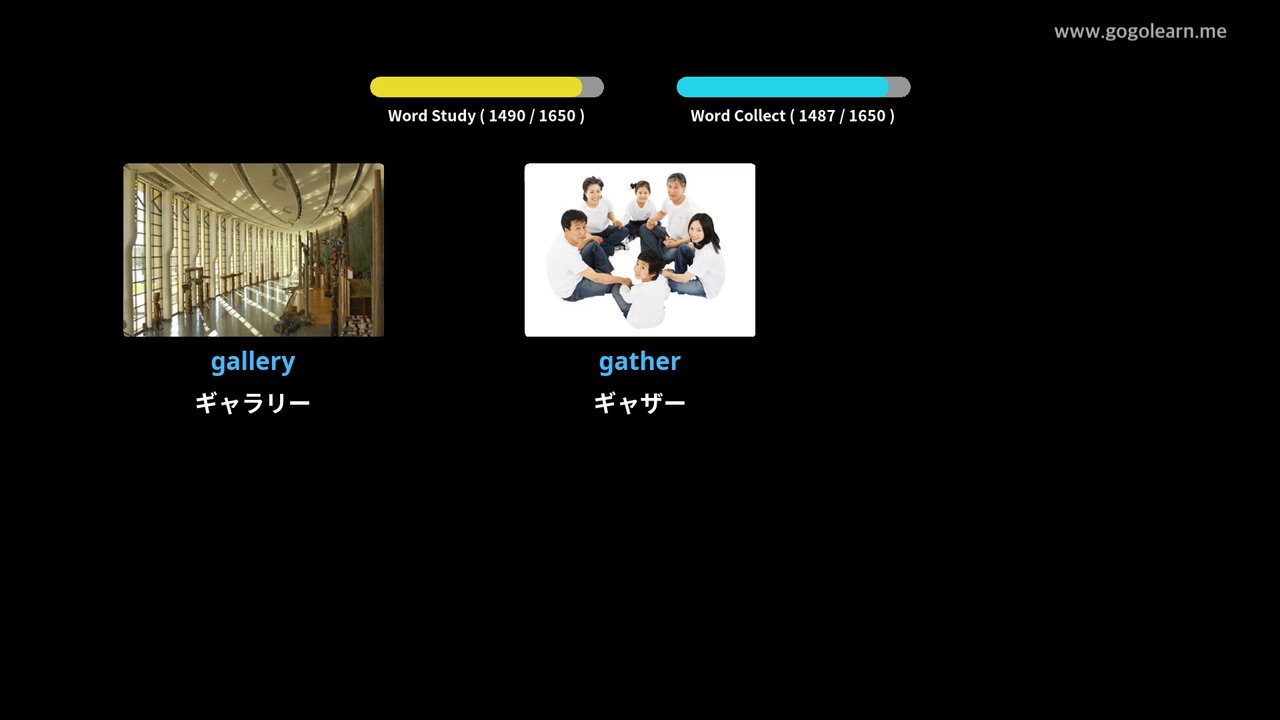 www.gogolearn.me
Word Study ( 1490 / 1650 )
Word Collect ( 1487 / 1650 )
gallery
ギャラリー
gather
ギャザー